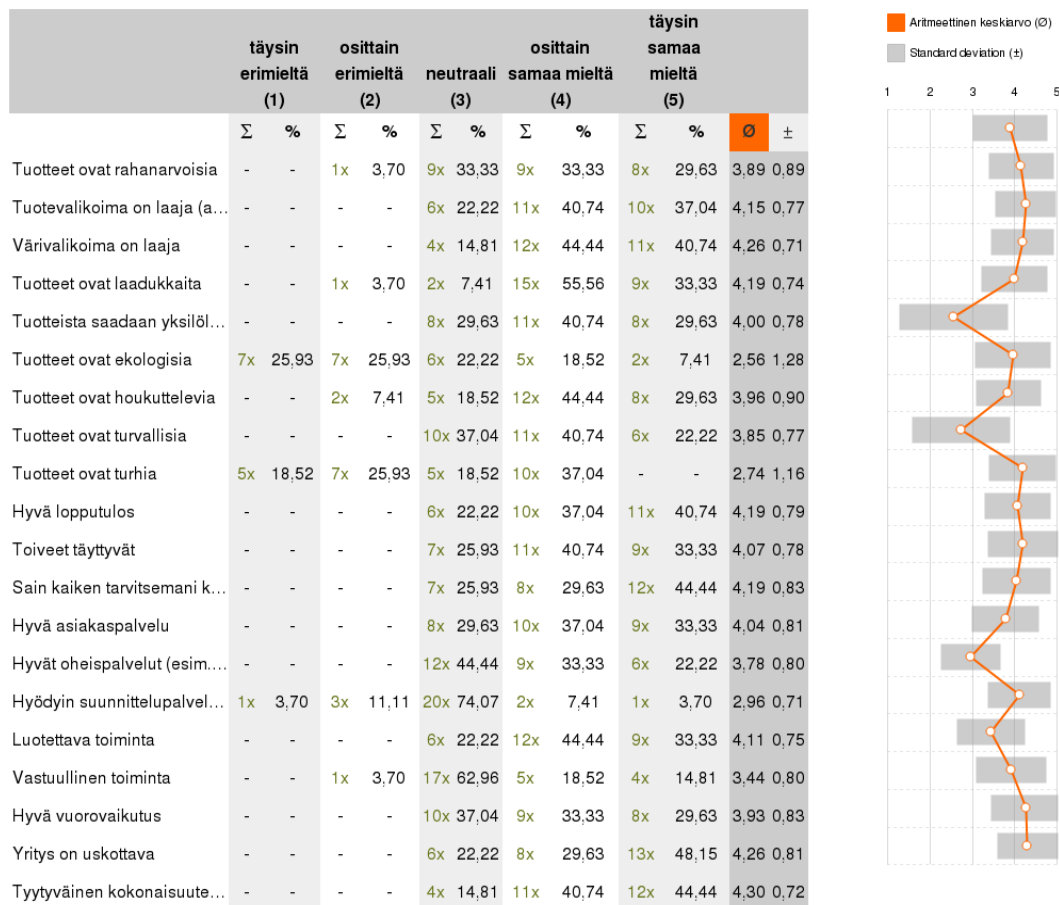 täysin erimieltä (1) osittain erimieltä (2) neutraali (3) osittain samaa mieltä (4) täysin samaa mieltä (5)
Σ % Σ % Σ % Σ % Σ % Ø ±
Tuotteet ovat rahanarvoisia - - 1x 3,70 9x 33,33 9x 33,33 8x 29,63 3,89 0,89
Tuotevalikoima on laaja (a... - - - - 6x 22,22 11x 40,74 10x 37,04 4,15 0,77
Värivalikoima on laaja - - - - 4x 14,81 12x 44,44 11x 40,74 4,26 0,71
Tuotteet ovat laadukkaita - - 1x 3,70 2x 7,41 15x 55,56 9x 33,33 4,19 0,74
Tuotteista saadaan yksilöl... - - - - 8x 29,63 11x 40,74 8x 29,63 4,00 0,78
Tuotteet ovat ekologisia 7x 25,93 7x 25,93 6x 22,22 5x 18,52 2x 7,41 2,56 1,28
Tuotteet ovat houkuttelevia - - 2x 7,41 5x 18,52 12x 44,44 8x 29,63 3,96 0,90
Tuotteet ovat turvallisia - - - - 10x 37,04 11x 40,74 6x 22,22 3,85 0,77
Tuotteet ovat turhia 5x 18,52 7x 25,93 5x 18,52 10x 37,04 - - 2,74 1,16
Hyvä lopputulos - - - - 6x 22,22 10x 37,04 11x 40,74 4,19 0,79
Toiveet täyttyvät - - - - 7x 25,93 11x 40,74 9x 33,33 4,07 0,78
Sain kaiken tarvitsemani k... - - - - 7x 25,93 8x 29,63 12x 44,44 4,19 0,83
Hyvä asiakaspalvelu - - - - 8x 29,63 10x 37,04 9x 33,33 4,04 0,81
Hyvät oheispalvelut (esim.... - - - - 12x 44,44 9x 33,33 6x 22,22 3,78 0,80
Hyödyin suunnittelupalvel... 1x 3,70 3x 11,11 20x 74,07 2x 7,41 1x 3,70 2,96 0,71
Luotettava toiminta - - - - 6x 22,22 12x 44,44 9x 33,33 4,11 0,75
Vastuullinen toiminta - - 1x 3,70 17x 62,96 5x 18,52 4x 14,81 3,44 0,80
Hyvä vuorovaikutus - - - - 10x 37,04 9x 33,33 8x 29,63 3,93 0,83
Yritys on uskottava - - - - 6x 22,22 8x 29,63 13x 48,15 4,26 0,81
Tyytyväinen kokonaisuute... - - - - 4x 14,81 11x 40,74 12x 44,44 4,30 0,72
Aritmeettinen keskiarvo (Ø)
Standard deviation (±)
1 2 3 4 5